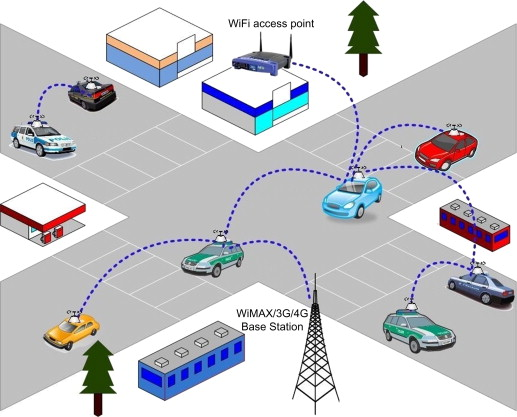 WiFi access point
WiMAX/3G/4G
Base Station